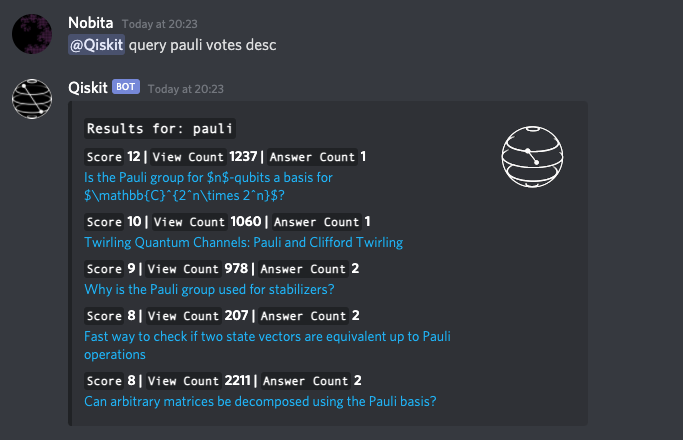 Nobita Today at 20:23
@Qiskit query pauli votes desc
Qiskit BOT Today at 20:23
Results for: pauli
Score 12 | View Count 1237 | Answer Count 1
Is the Pauli group for $n$-qubits a basis for
$\mathbb{C}^{2^n\times 2^n}$?
Score 10 | View Count 1060 | Answer Count 1
Twirling Quantum Channels: Pauli and Clifford Twirling
Score 9 | View Count 978 | Answer Count 2
Why is the Pauli group used for stabilizers?
Score 8 | View Count 207 | Answer Count 2
Fast way to check if two state vectors are equivalent up to Pauli
operations
Score 8 | View Count 2211 | Answer Count 2
Can arbitrary matrices be decomposed using the Pauli basis?